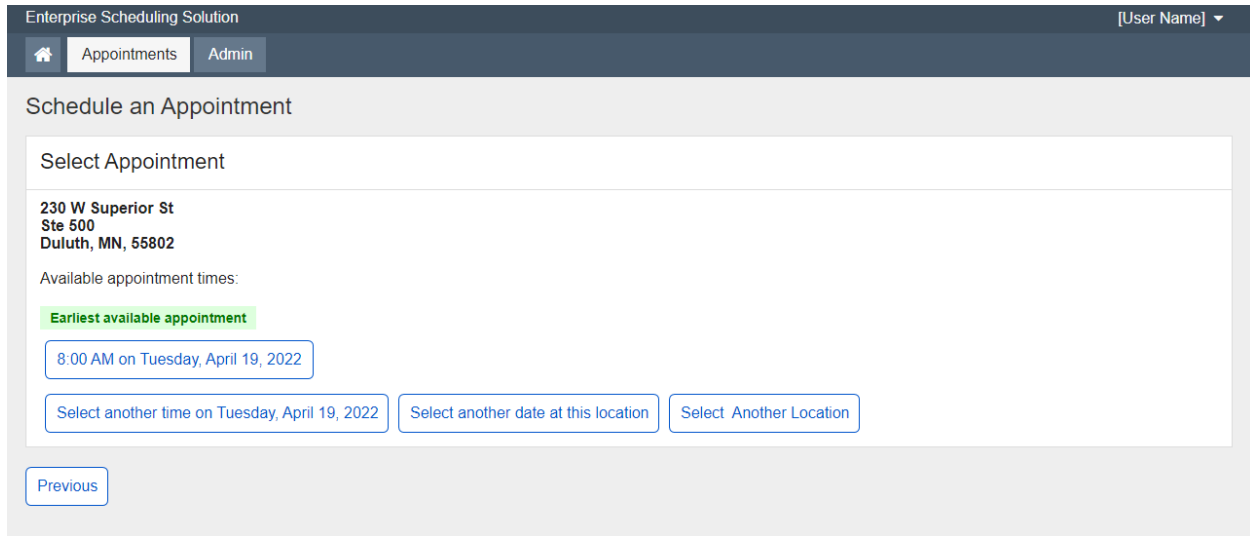 Enterprise Scheduling Solution [User Name]
Appointments Admin
Schedule an Appointment
Select Appointment
230 W Superior St
Ste 500
Duluth, MN, 55802
Available appointment times:
Earliest available appointment
8:00 AM on Tuesday, April 19, 2022
Select another time on Tuesday, April 19, 2022 Select another date at this location Select  Another Location
Previous